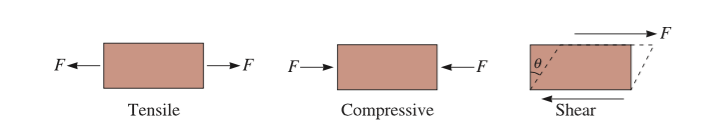 F
F F F F
θ
Tensile Compressive Shear